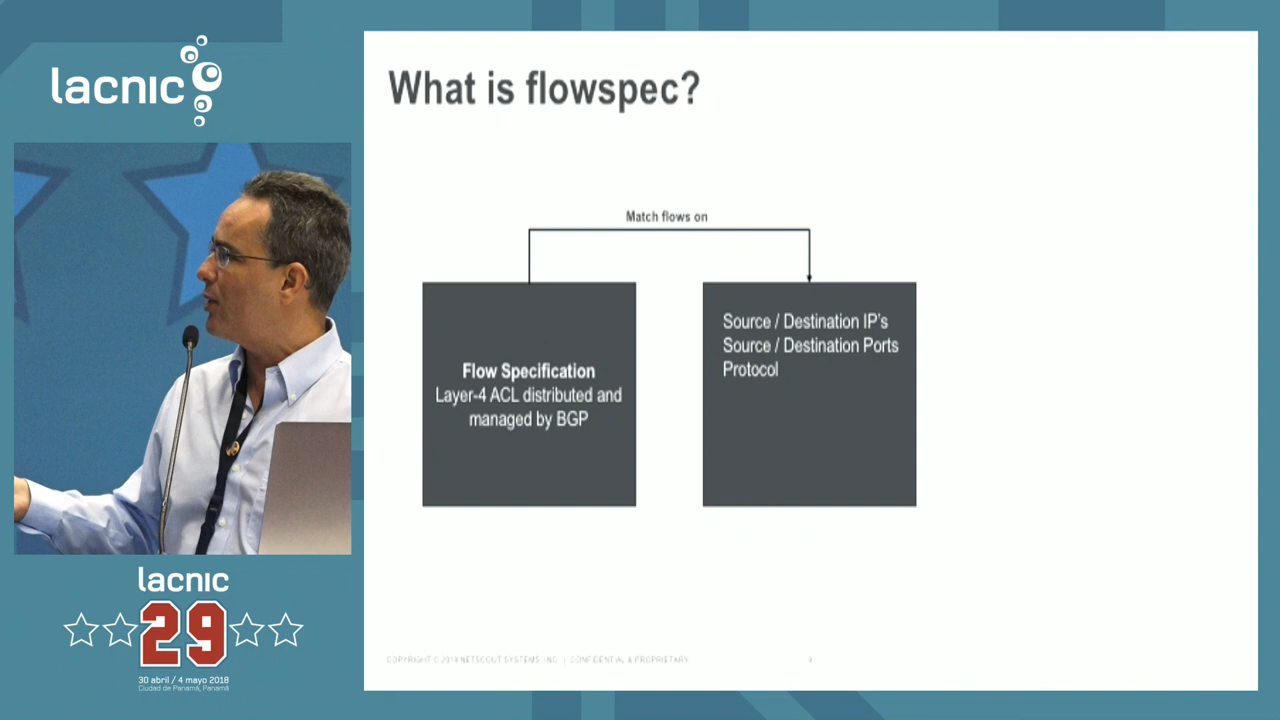 lacnic
What is flowspec?
Match flows on
Flow Specification
Layer-4 ACL distributed and
managed by BGP
Source / Destination IP's
Source / Destination Ports
Protocol
lacnic
29
30 abril / 4 mayo 2018
Ciudad de Panamá, Panamá
COPYRIGHT © 2018 NETSCOUT SYSTEMS, INC. | CONFIDENTIAL & PROPRIETARY